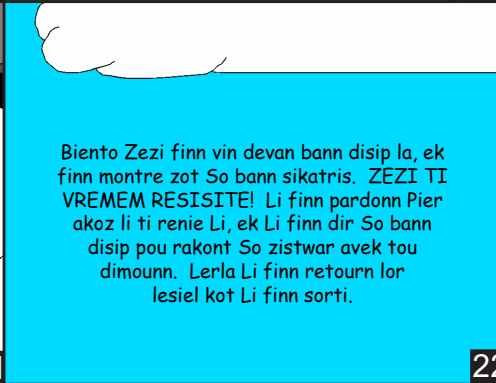 Biento Zezi finn vin devan bann disip la, ek
finn montre zot So bann sikatris. ZEZI TI
VREMEM RESISITE! Li finn pardonn Pier
akoz li ti renie Li, ek Li finn dir So bann
disip pou rakont So zistwar avek tou
dimounn. Lerla Li finn retourn lor
lesiel kot Li finn sorti.